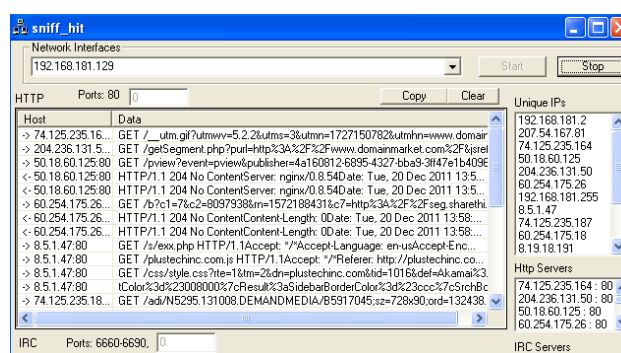 sniff_hit
Network Interfaces
192.168.181.129
Start
Stop
HTTP Ports: 80 0
Copy Clear
Unique IPs
Host Data
-> 74.125.235.16... GET /__utm.gif?utmwv=5.2.2&utms=3&utmn=1727150782&utmhn=www.domain
-> 204.236.131.5... GET /getSegment.php?purl=http%3A%2F%2Fwww.domainmarket.com%2F&jsref
-> 50.18.60.125:80 GET /pview?event=pview&publisher=4a160812-6895-4327-bba9-3ff47e1b4096
<- 50.18.60.125:80 HTTP/1.1 204 No ContentServer: nginx/0.8.54Date: Tue, 20 Dec 2011 13:5...
<- 50.18.60.125:80 HTTP/1.1 204 No ContentServer: nginx/0.8.54Date: Tue, 20 Dec 2011 13:5...
-> 60.254.175.26... GET /b?c1=7&c2=8097938&rn=1572188431&c7=http%3A%2F%2Fseg.sharethi.
<- 60.254.175.26... HTTP/1.1 204 No ContentContent-Length: 0Date: Tue, 20 Dec 2011 13:58:...
<- 60.254.175.26... HTTP/1.1 204 No ContentContent-Length: 0Date: Tue, 20 Dec 2011 13:58:...
-> 8.5.1.47:80 GET /s/exx.php HTTP/1.1Accept: */*Accept-Language: en-usAccept-Enc...
-> 8.5.1.47:80 GET /plustechinc.com.js HTTP/1.1Accept: */*Referer: http://plustechinc.co...
-> 8.5.1.47:80 GET /css/style.css?rte=1&tm=2&dn=plustechinc.com&tid=1016&def=Akamai%3.
-> 8.5.1.47:80 tColor%3d%23008000%7cResult%3aSidebarBorderColor%3d%23ccc%7cSrchBc
-> 74.125.235.18... GET /adi/N5295.131008.DEMANDMEDIA/B5917045;sz=728x90;ord=132438.
192.168.181.2
207.54.167.81
74.125.235.164
50.18.60.125
204.236.131.50
60.254.175.26
192.168.181.255
8.5.1.47
74.125.235.187
60.254.175.18
8.19.18.191
Http Servers
74.125.235.164 : 80
204.236.131.50 : 80
50.18.60.125 : 80
60.254.175.26 : 80
IRC Ports: 6660-6690, 0
IRC Servers